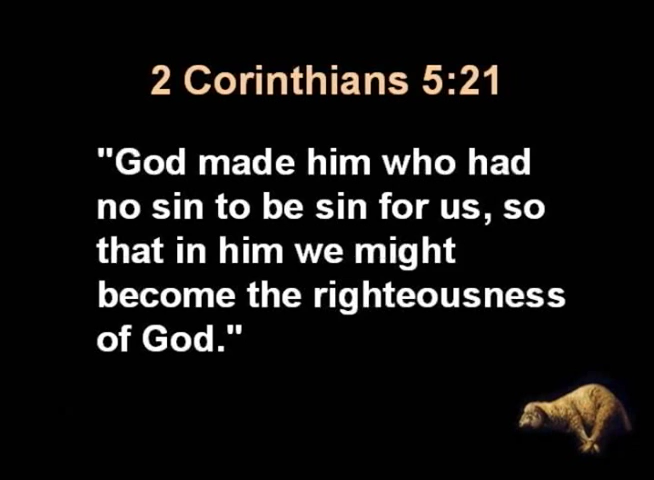 2 Corinthians 5:21
"God made him who had
no sin to be sin for us, so
that in him we might
become the righteousness
of God."